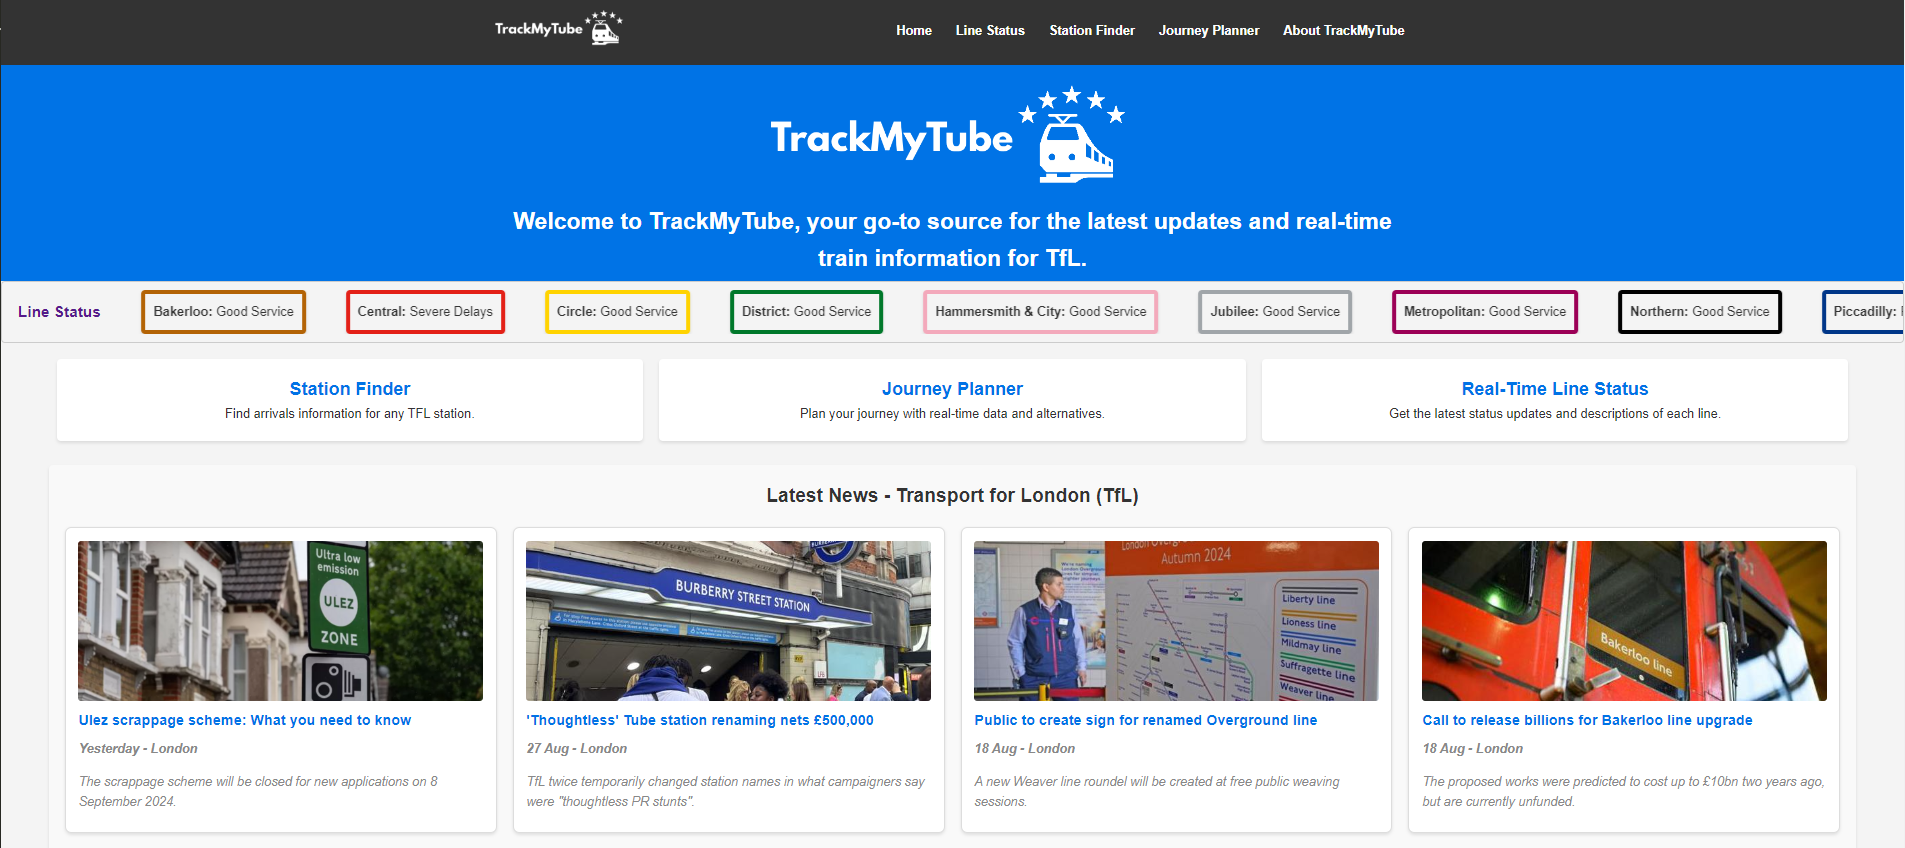 TrackMyTube
Home
Line Status
Station Finder
Journey Planner
About TrackMyTube
TrackMyTube
Welcome to TrackMyTube, your go-to source for the latest updates and real-time
train information for TfL.
Line Status
Bakerloo: Good Service
Central: Severe Delays
Circle: Good Service
District: Good Service
Hammersmith & City: Good Service
Jubilee: Good Service
Metropolitan: Good Service
Northern: Good Service
Piccadilly:
Station Finder
Find arrivals information for any TFL station.
Journey Planner
Plan your journey with real-time data and alternatives.
Real-Time Line Status
Get the latest status updates and descriptions of each line.
Latest News - Transport for London (TfL)
Ultra low
emission
ULEZ
ZONE
Ulez scrappage scheme: What you need to know
Yesterday - London
The scrappage scheme will be closed for new applications on 8
September 2024.
BURBERRY STREET STATION
'Thoughtless' Tube station renaming nets £500,000
27 Aug - London
TfL twice temporarily changed station names in what campaigners say
were "thoughtless PR stunts".
Autumn 2024
Liberty line
Lioness line
Mildmay line
Suffragette line
Weaver line
Public to create sign for renamed Overground line
18 Aug - London
A new Weaver line roundel will be created at free public weaving
sessions.
Bakerloo line
Call to release billions for Bakerloo line upgrade
18 Aug - London
The proposed works were predicted to cost up to £10bn two years ago,
but are currently unfunded.